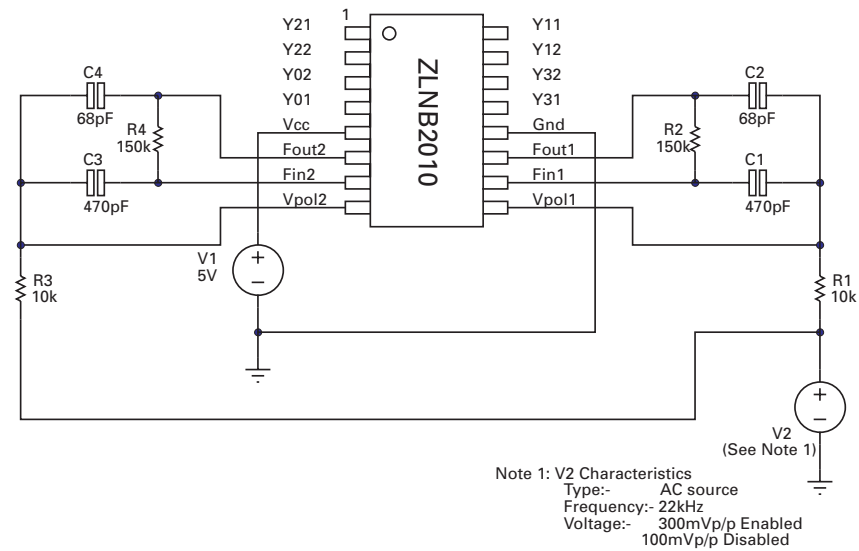 1
Y21
Y22
Y02
Y01
Vcc
Fout2
Fin2
Vpol2
ZLNB2010
Y11
Y12
Y32
Y31
Gnd
Fout1
Fin1
Vpol1
C4
68pF
R4
150k
C3
470pF
C2
68pF
R2
150k
C1
470pF
V1
5V
R3
10k
R1
10k
V2
(See Note 1)
Note 1: V2 Characteristics
Type:- AC source
Frequency:- 22kHz
Voltage:- 300mVp/p Enabled
100mVp/p Disabled